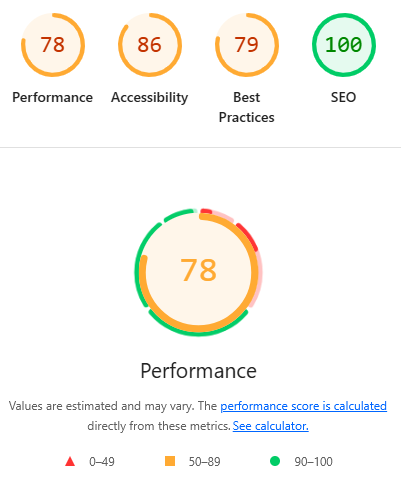 78 86 79 100
Performance Accessibility Best Practices SEO
78
Performance
Values are estimated and may vary. The performance score is calculated
directly from these metrics. See calculator.
0–49 50–89 90–100